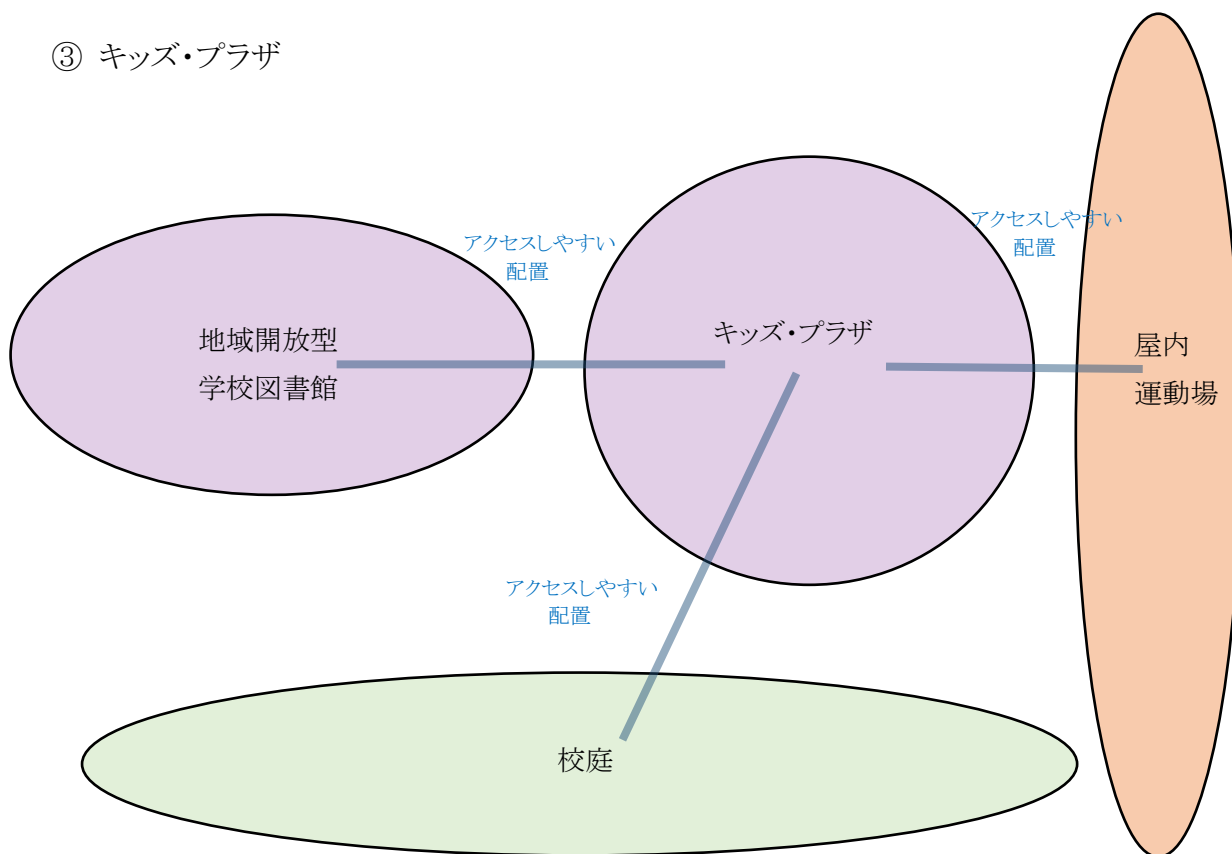 ③ キッズ・プラザ
アクセスしやすい
配置
アクセスしやすい
配置
地域開放型
学校図書館
キッズ・プラザ
屋内
運動場
アクセスしやすい
配置
校庭